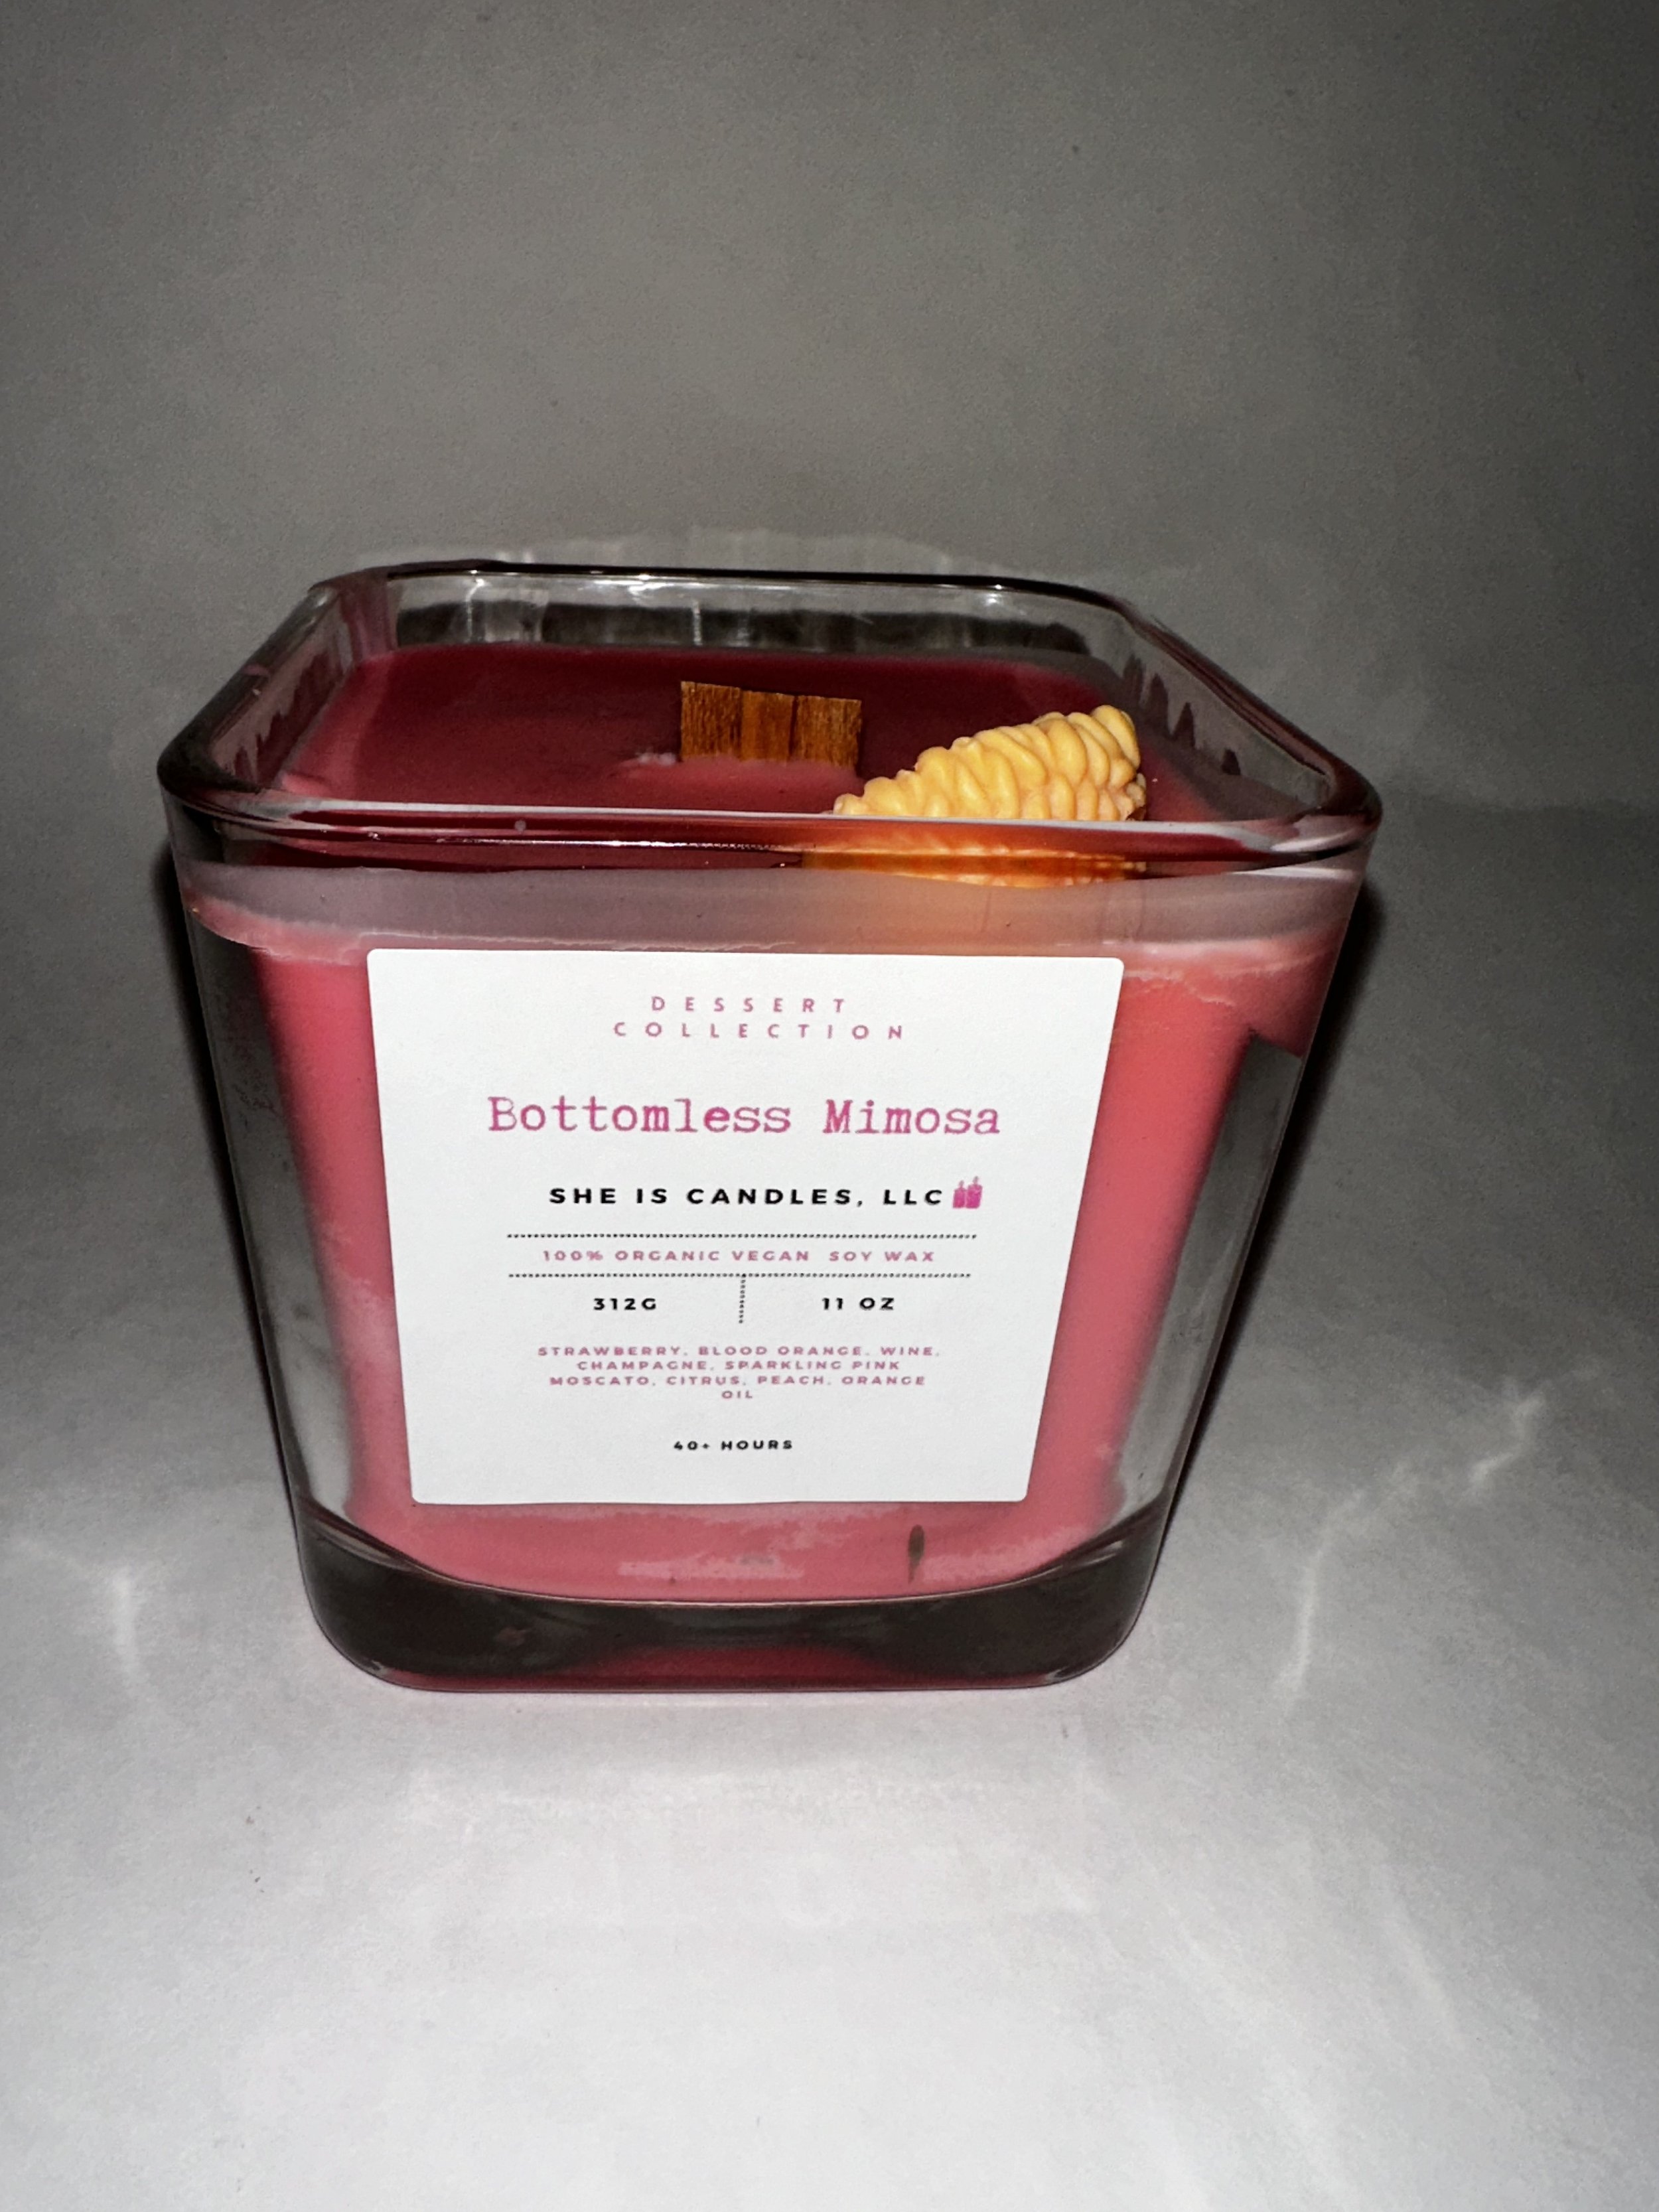 DESSERT
COLLECTION
Bottomless Mimosa
SHE IS CANDLES, LLC
100% ORGANIC VEGAN SOY WAX
312G 11 OZ
STRAWBERRY, BLOOD ORANGE, WINE,
CHAMPAGNE, SPARKLING PINK
MOSCATO, CITRUS, PEACH, ORANGE
OIL
40+ HOURS